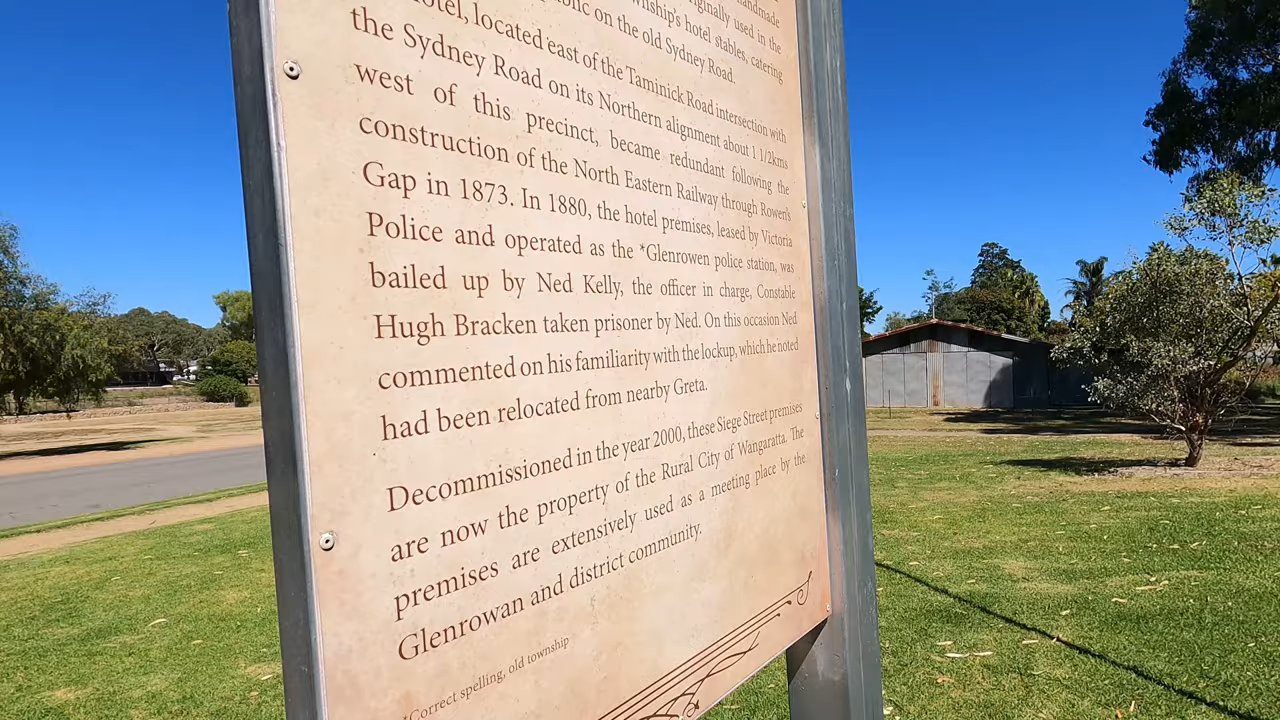 originally used in the
township's hotel stables, catering
on the old Sydney Road.
located east of the Taminick Road intersection with
the Sydney Road on its Northern alignment about 1 1/2kms
west of this precinct, became redundant following the
construction of the North Eastern Railway through Rowen's
Gap in 1873. In 1880, the hotel premises, leased by Victoria
Police and operated as the *Glenrowen police station, was
bailed up by Ned Kelly, the officer in charge, Constable
Hugh Bracken taken prisoner by Ned. On this occasion Ned
commented on his familiarity with the lockup, which he noted
had been relocated from nearby Greta.
Decommissioned in the year 2000, these Siege Street premises
are now the property of the Rural City of Wangaratta. The
premises are extensively used as a meeting place by the
Glenrowan and district community.
*Correct spelling, old township